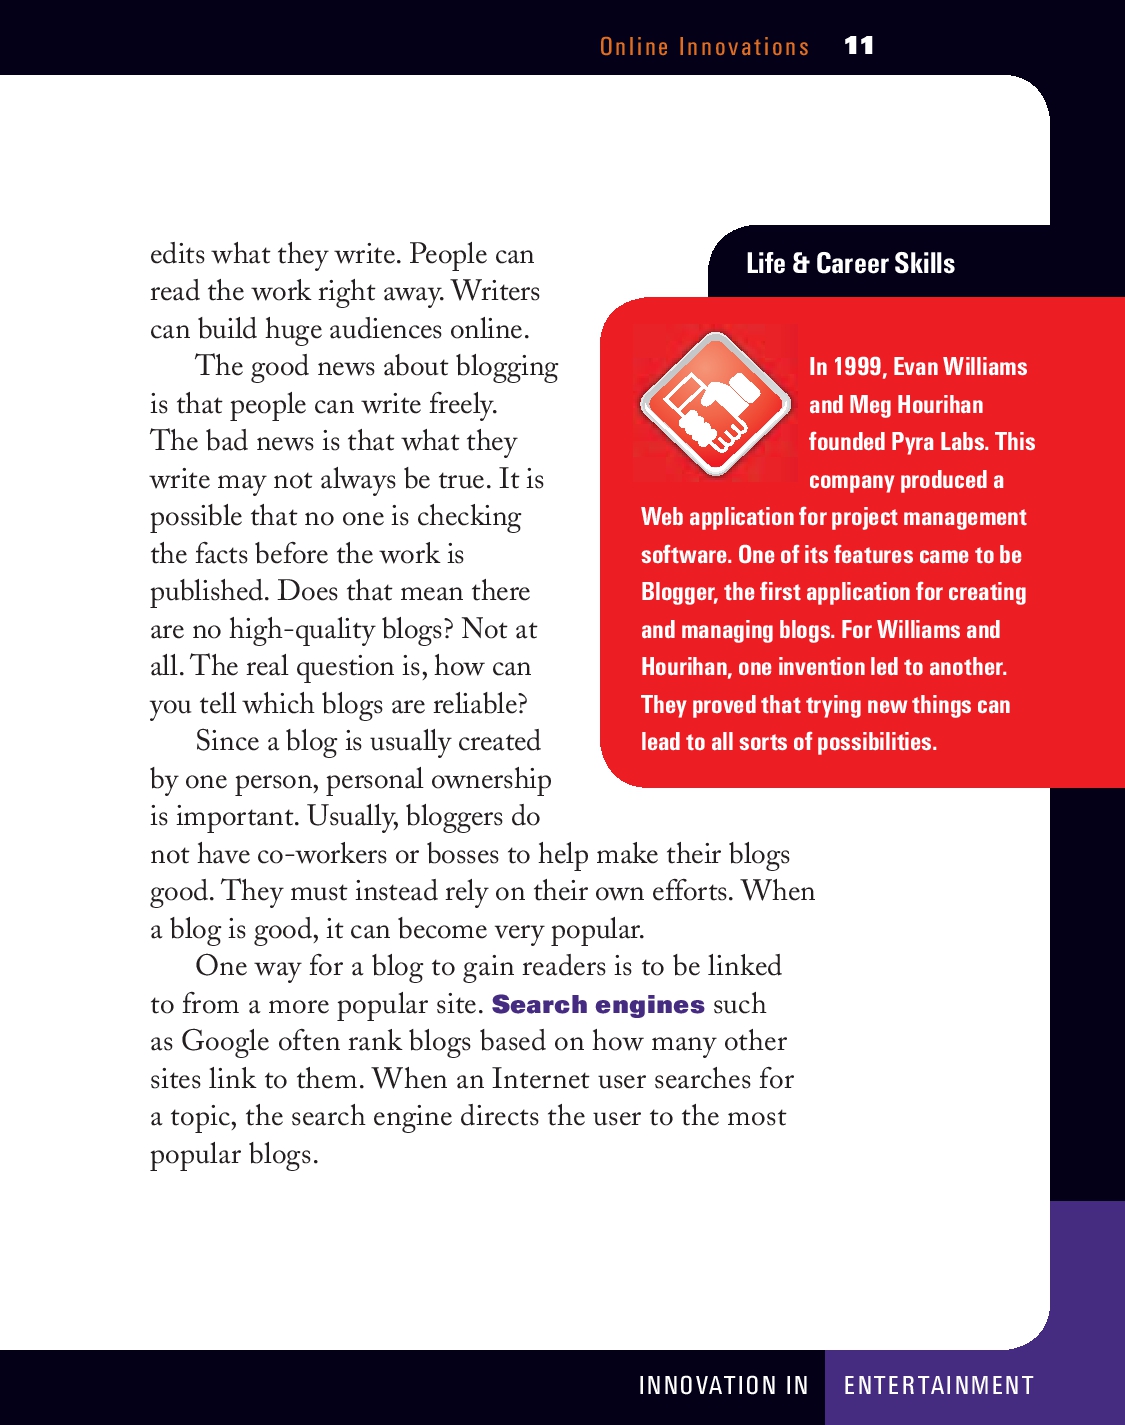 Online Innovations 11
edits what they write. People can
read the work right away. Writers
can build huge audiences online.
The good news about blogging
is that people can write freely.
The bad news is that what they
write may not always be true. It is
possible that no one is checking
the facts before the work is
published. Does that mean there
are no high-quality blogs? Not at
all. The real question is, how can
you tell which blogs are reliable?
Since a blog is usually created
by one person, personal ownership
is important. Usually, bloggers do
not have co-workers or bosses to help make their blogs
good. They must instead rely on their own efforts. When
a blog is good, it can become very popular.
One way for a blog to gain readers is to be linked
to from a more popular site. Search engines such
as Google often rank blogs based on how many other
sites link to them. When an Internet user searches for
a topic, the search engine directs the user to the most
popular blogs.
Life & Career Skills
In 1999, Evan Williams
and Meg Hourihan
founded Pyra Labs. This
company produced a
Web application for project management
software. One of its features came to be
Blogger, the first application for creating
and managing blogs. For Williams and
Hourihan, one invention led to another.
They proved that trying new things can
lead to all sorts of possibilities.
INNOVATION IN ENTERTAINMENT